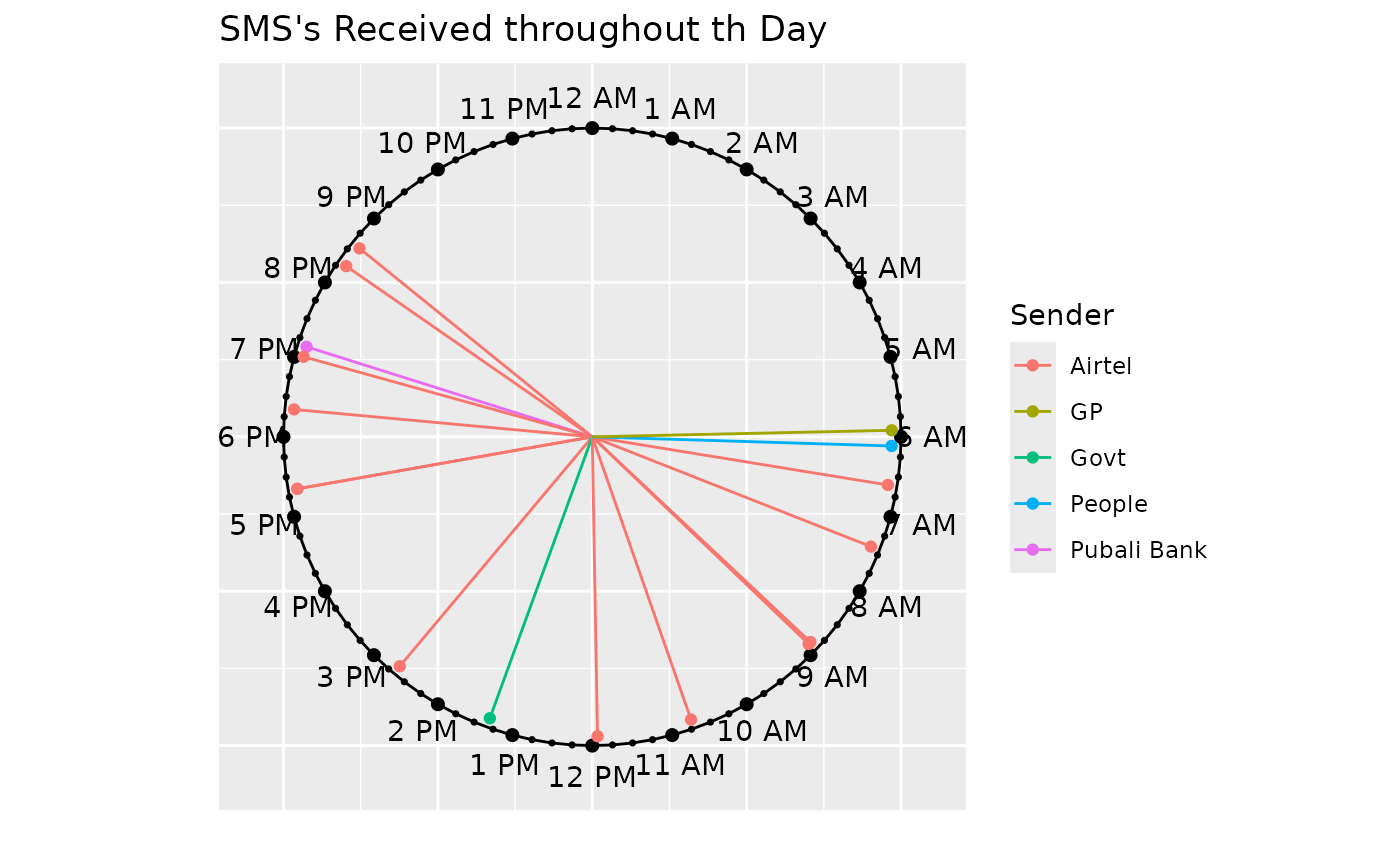 SMS's Received throughout th Day
12 AM
11 PM
1 AM
10 PM
2 AM
9 PM
3 AM
8 PM
4 AM
7 PM
5 AM
6 PM
6 AM
5 PM
7 AM
4 PM
8 AM
3 PM
9 AM
2 PM
10 AM
1 PM
11 AM
12 PM
Sender
Airtel
GP
Govt
People
Pubali Bank